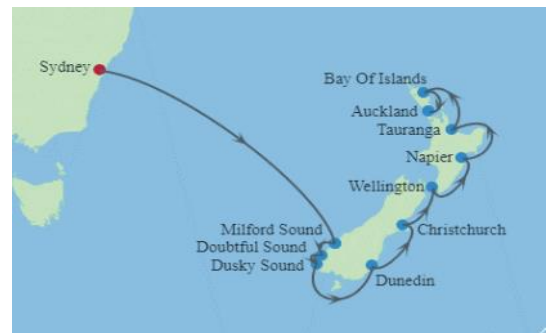 Sydney
Bay Of Islands
Auckland
Tauranga
Napier
Wellington
Milford Sound
Christchurch
Doubtful Sound
Dusky Sound
Dunedin